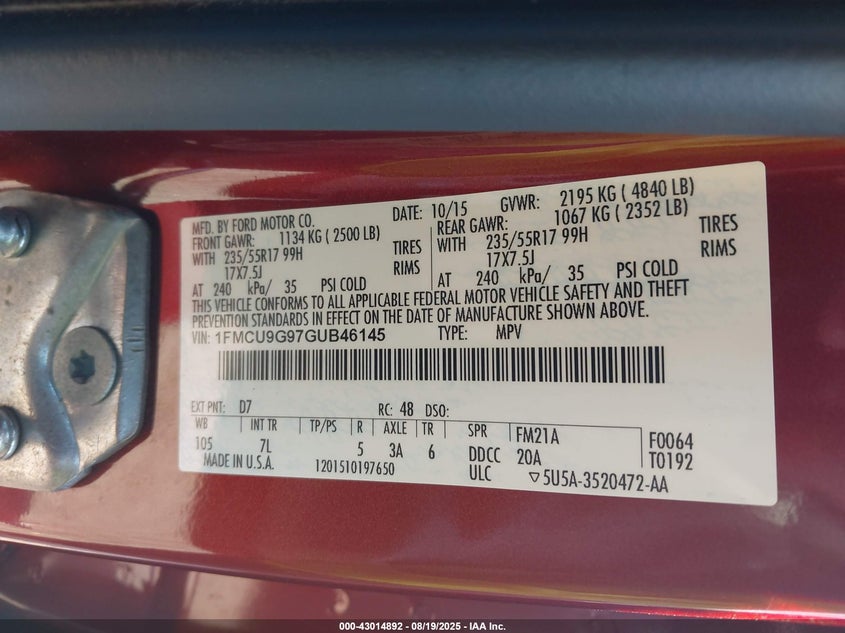 MFD. BY FORD MOTOR CO.
DATE: 10/15
GVWR: 2195 KG ( 4840 LB)
FRONT GAWR: 1134 KG ( 2500 LB)
REAR GAWR: 1067 KG ( 2352 LB)
WITH 235/55R17 99H TIRES
WITH 235/55R17 99H TIRES
17X7.5J RIMS
17X7.5J RIMS
AT 240 kPa/ 35 PSI COLD
AT 240 kPa/ 35 PSI COLD
THIS VEHICLE CONFORMS TO ALL APPLICABLE FEDERAL MOTOR VEHICLE SAFETY AND THEFT
PREVENTION STANDARDS IN EFFECT ON THE DATE OF MANUFACTURE SHOWN ABOVE.
VIN: 1FMCU9G97GUB46145 TYPE: MPV
EXT PNT: D7 RC: 48 DSO:
WB INT TR TP/PS R AXLE TR SPR FM21A F0064
105 7L 5 3A 6 DDCC 20A T0192
MADE IN U.S.A. 1201510197650 ULC ▽5U5A-3520472-AA
000-43014892 - 08/19/2025 - IAA Inc.